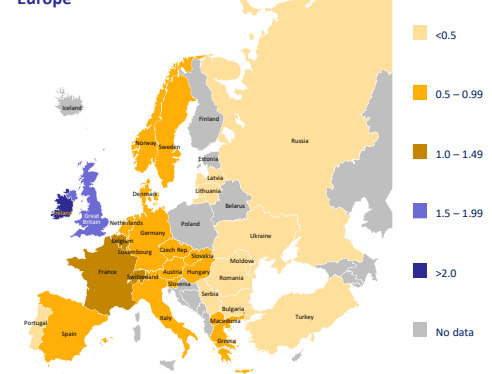 Europe
<0.5
0.5 – 0.99
1.0 – 1.49
1.5 – 1.99
>2.0
No data
Iceland
Finland
Norway
Sweden
Russia
Estonia
Latvia
Lithuania
Denmark
Ireland
Great
Britain
Netherlands
Belarus
Poland
Germany
Belgium
Luxembourg
Ukraine
Czech Rep.
Slovakia
Moldova
France
Switzerland
Austria
Hungary
Romania
Slovenia
Serbia
Bulgaria
Italy
Macedonia
Turkey
Portugal
Spain
Greece